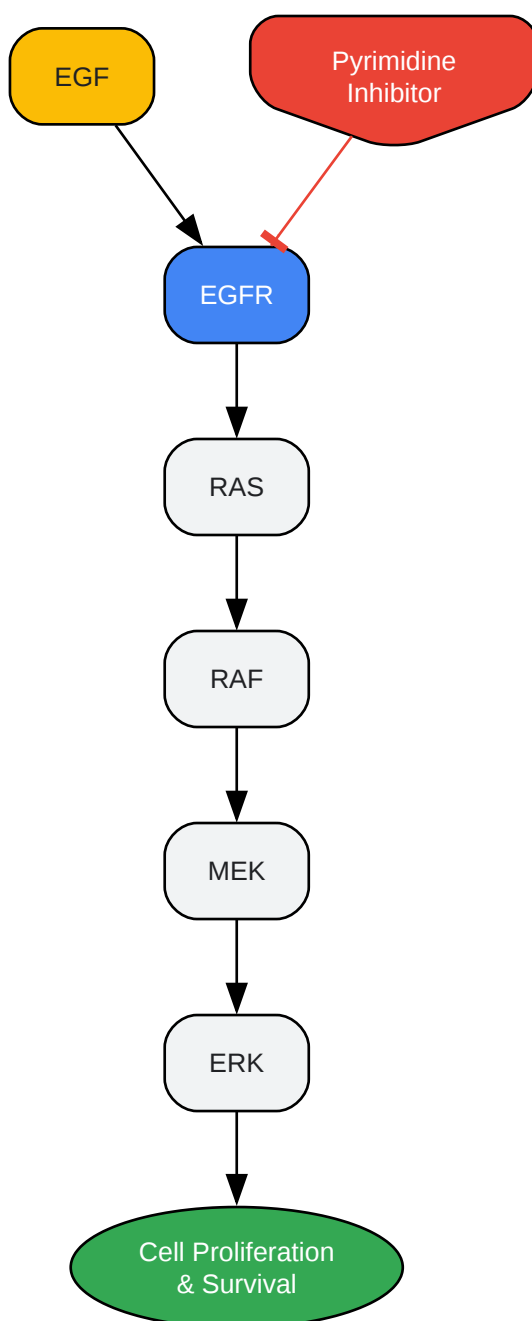 EGF
Pyrimidine
Inhibitor
EGFR
RAS
RAF
MEK
ERK
Cell Proliferation
& Survival